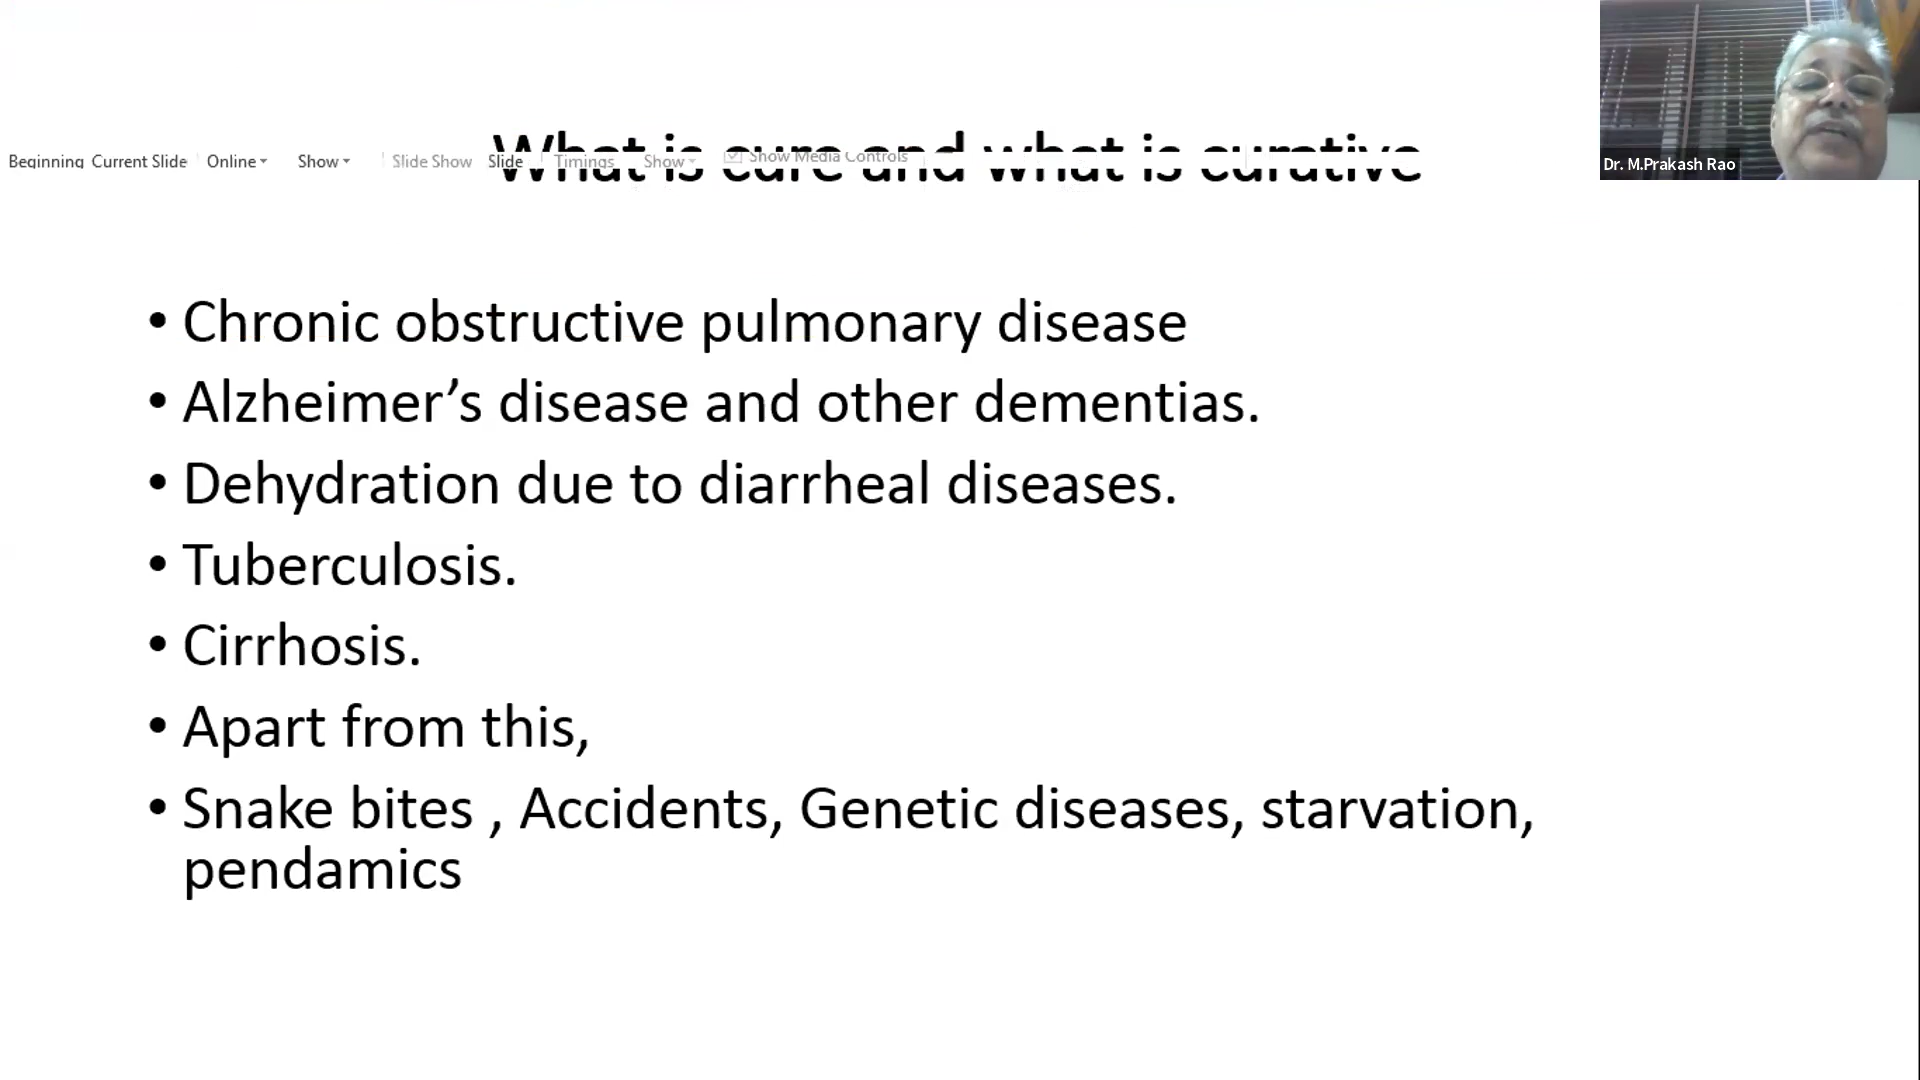 What is cure and what is curative
Beginning Current Slide Online Show Slide Show Slide Timings Show Show Media Controls
Dr. M.Prakash Rao
• Chronic obstructive pulmonary disease
• Alzheimer’s disease and other dementias.
• Dehydration due to diarrheal diseases.
• Tuberculosis.
• Cirrhosis.
• Apart from this,
• Snake bites , Accidents, Genetic diseases, starvation,
pendamics